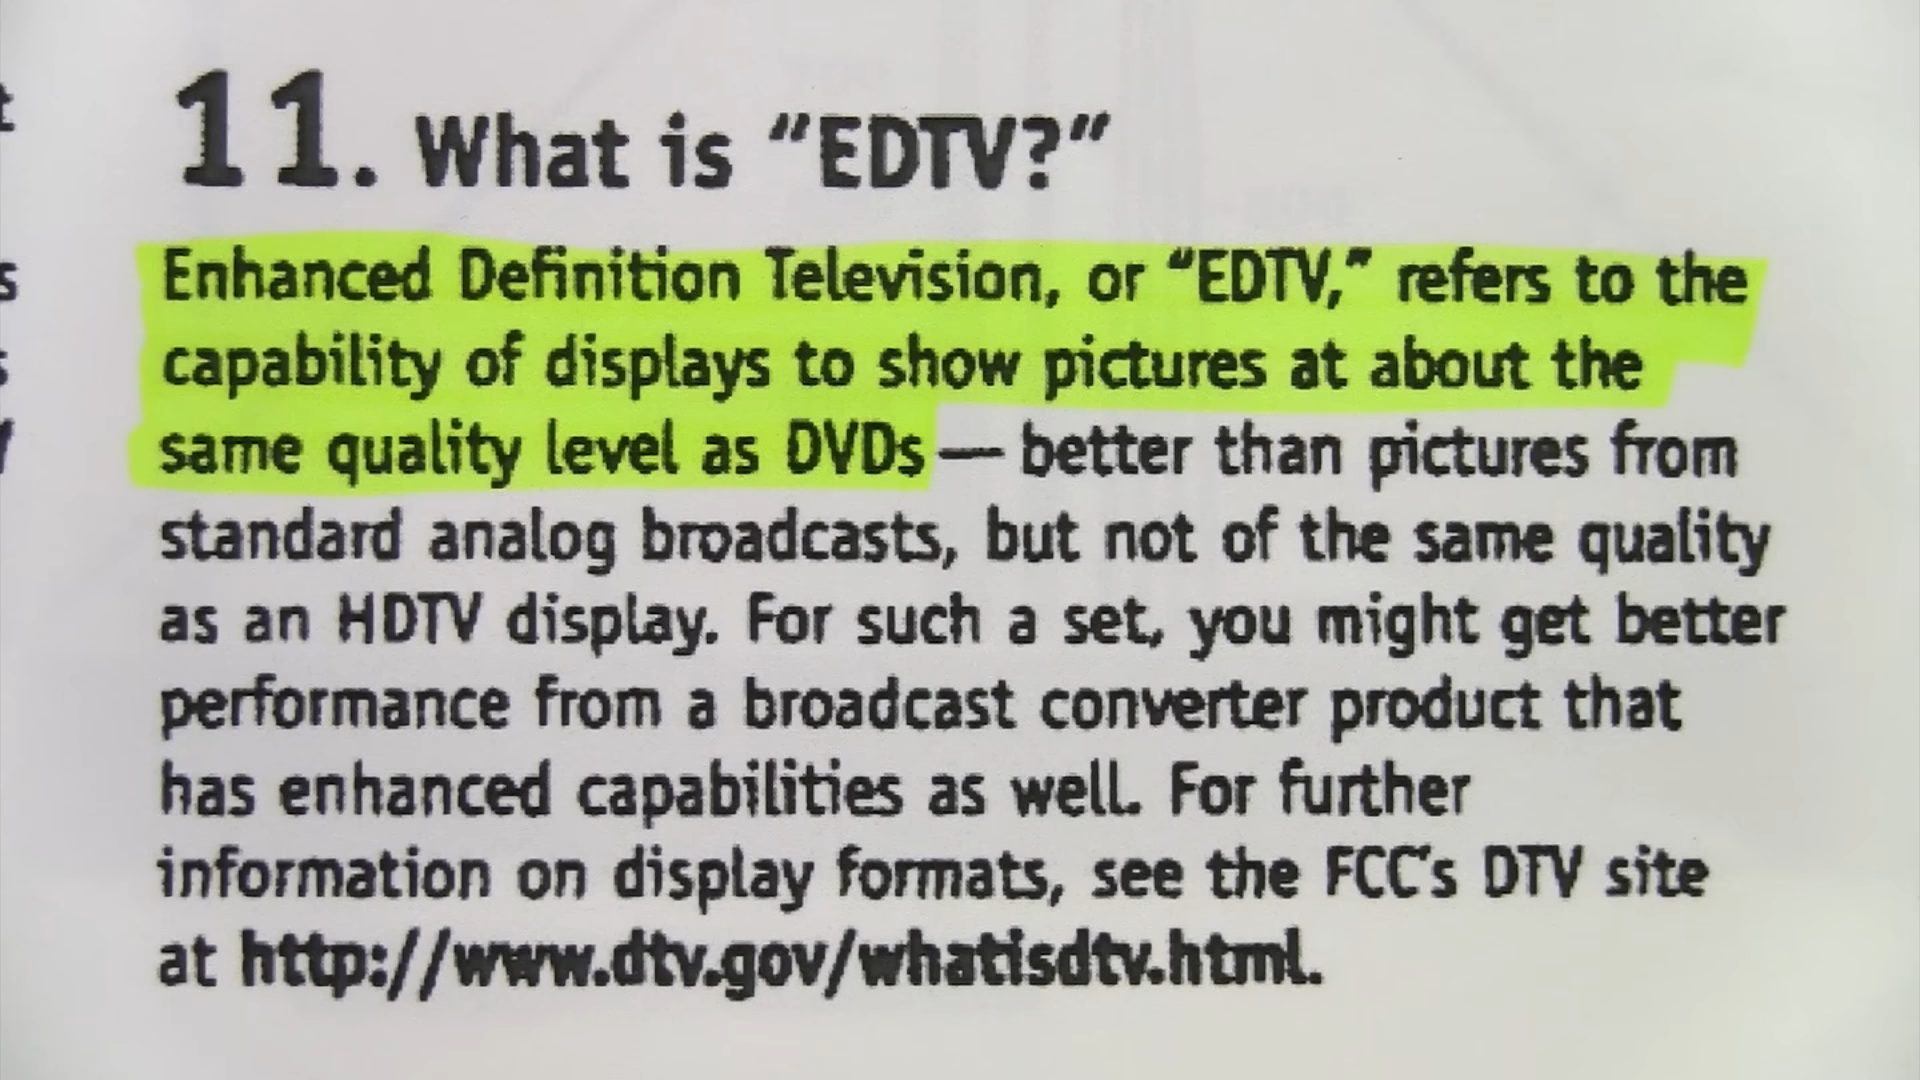 11. What is “EDTV?”
Enhanced Definition Television, or “EDTV,” refers to the
capability of displays to show pictures at about the
same quality level as DVDs — better than pictures from
standard analog broadcasts, but not of the same quality
as an HDTV display. For such a set, you might get better
performance from a broadcast converter product that
has enhanced capabilities as well. For further
information on display formats, see the FCC’s DTV site
at http://www.dtv.gov/whatisdtv.html.